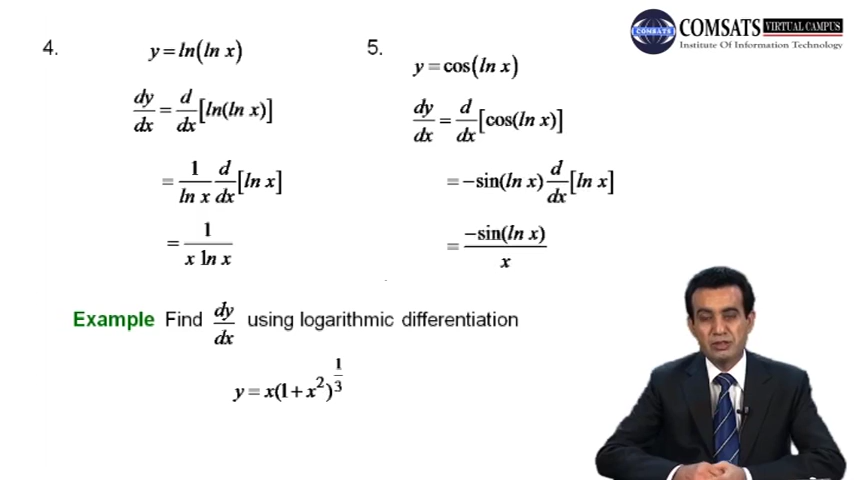 COMSATS VIRTUAL CAMPUS
COMSATS
Institute Of Information Technology
4.
y = ln(ln x)
dy/dx = d/dx [ln(ln x)]
= 1/(ln x) d/dx [ln x]
= 1/(x ln x)
5.
y = cos(ln x)
dy/dx = d/dx [cos(ln x)]
= −sin(ln x) d/dx [ln x]
= −sin(ln x)/x
Example Find dy/dx using logarithmic differentiation
y = x(1 + x²)^(1/3)